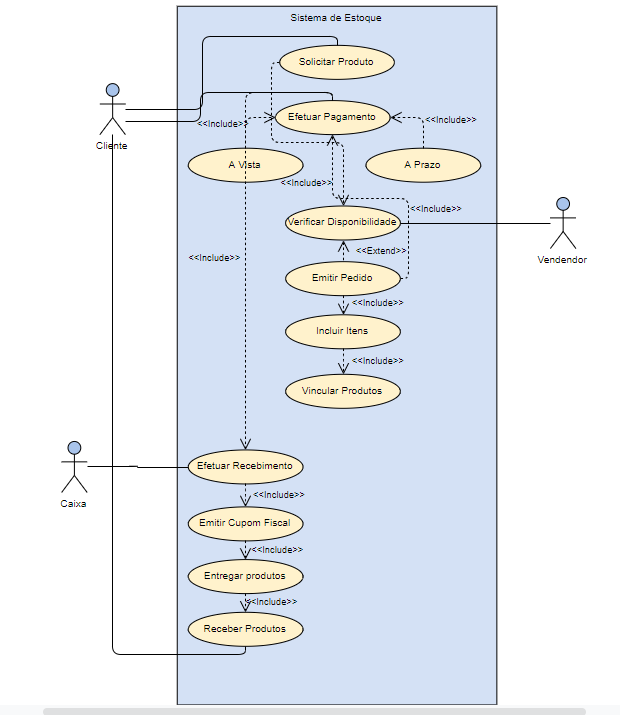 Sistema de Estoque
Solicitar Produto
Cliente
<<Include>>
Efetuar Pagamento
<<Include>>
A Vista
A Prazo
<<Include>>
<<Include>>
Verificar Disponibilidade
Vendendor
<<Include>>
<<Extend>>
Emitir Pedido
<<Include>>
Incluir Itens
<<Include>>
Vincular Produtos
Efetuar Recebimento
Caixa
<<Include>>
Emitir Cupom Fiscal
<<Include>>
Entregar produtos
<<Include>>
Receber Produtos